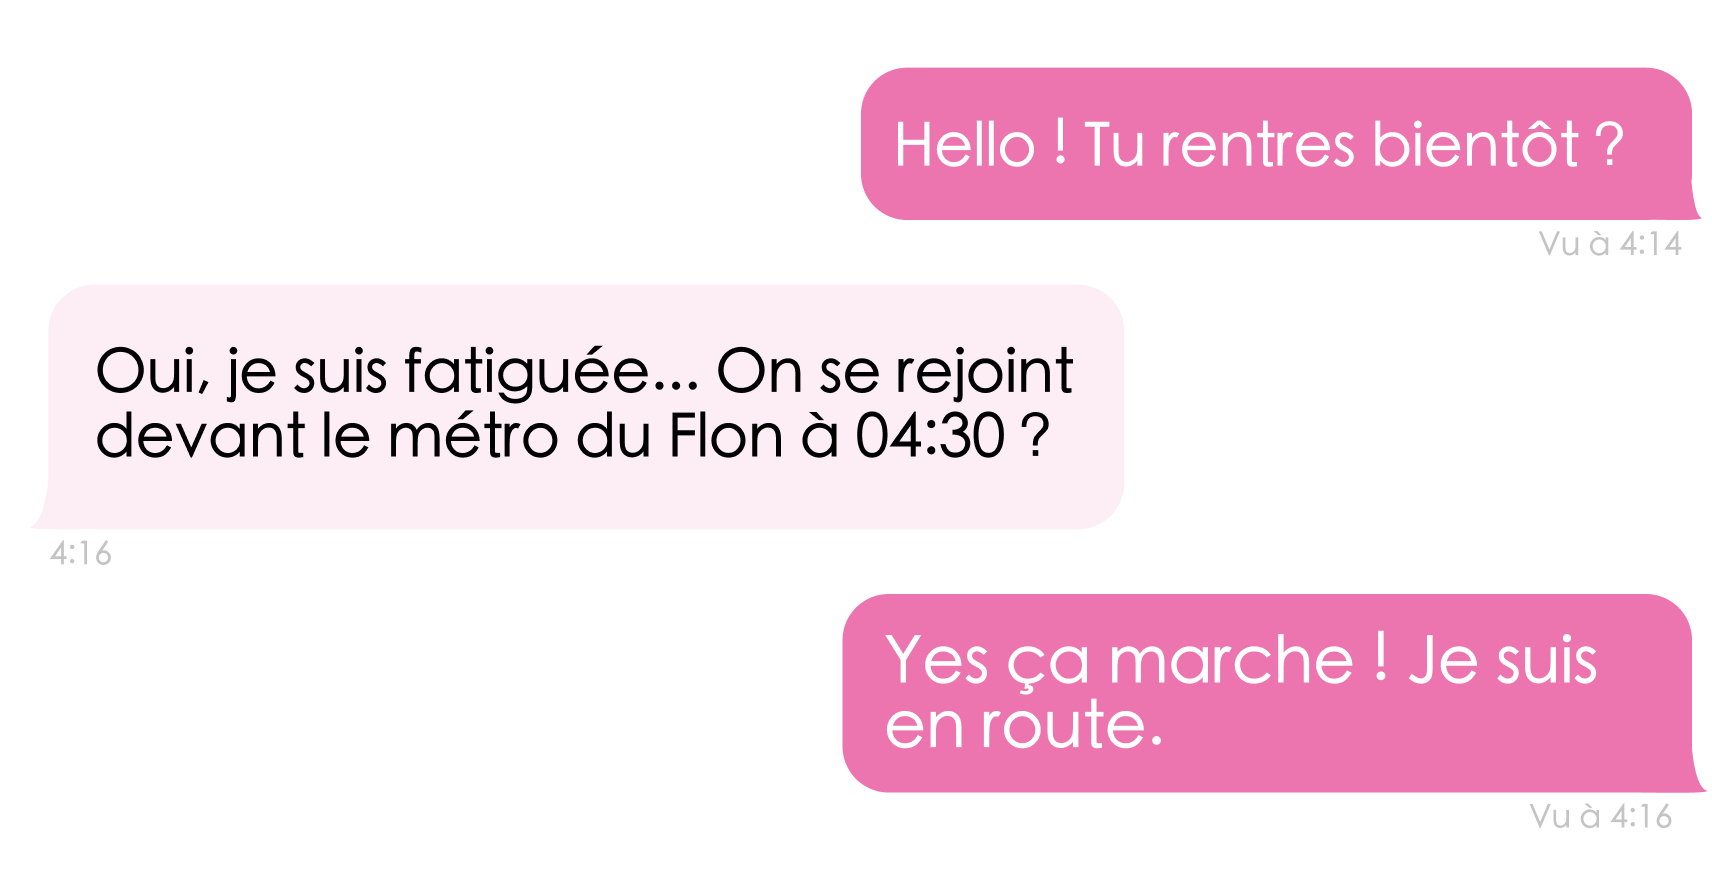 Hello ! Tu rentres bientôt ?
Vu à 4:14
Oui, je suis fatiguée... On se rejoint
devant le métro du Flon à 04:30 ?
4:16
Yes ça marche ! Je suis
en route.
Vu à 4:16